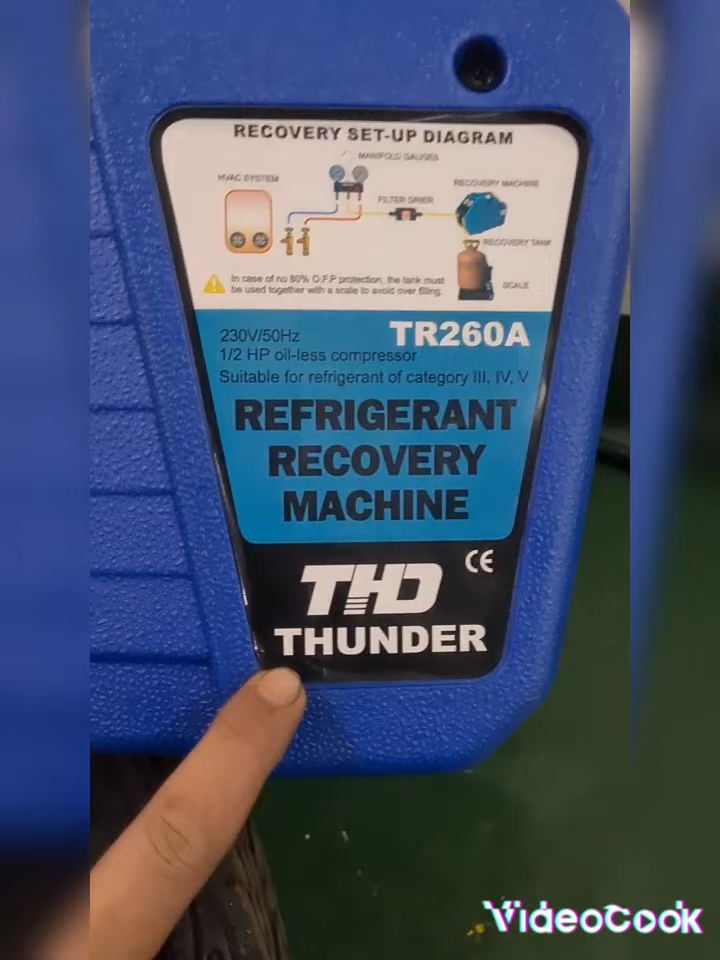 RECOVERY SET-UP DIAGRAM
MANIFOLD GAUGES
HVAC SYSTEM
FILTER DRIER
RECOVERY MACHINE
RECOVERY TANK
SCALE
In case of no 80% O.F.P protection, the tank must
be used together with a scale to avoid over filling.
230V/50Hz
TR260A
1/2 HP oil-less compressor
Suitable for refrigerant of category III, IV, V
REFRIGERANT
RECOVERY
MACHINE
CE
THD
THUNDER
VideoCook